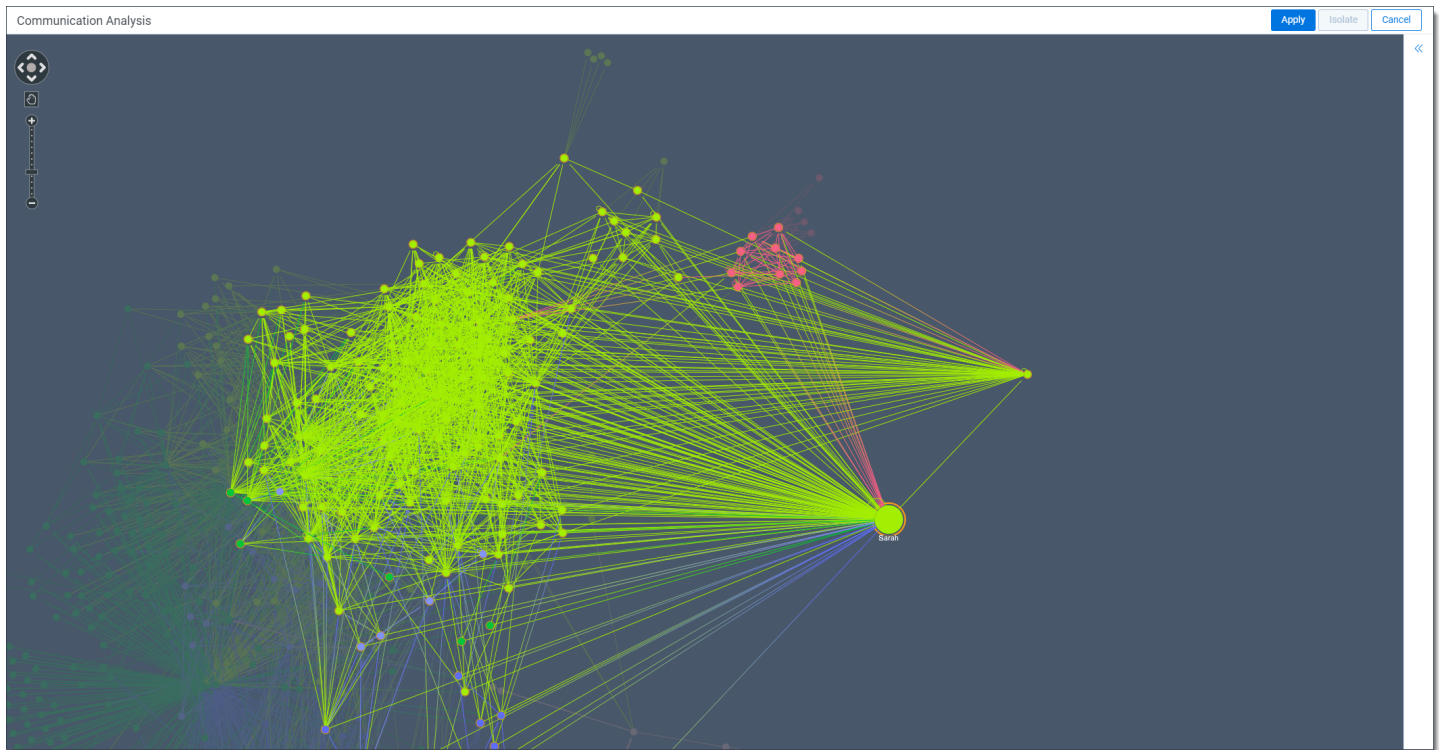 Communication Analysis
Apply
Isolate
Cancel
Sarah